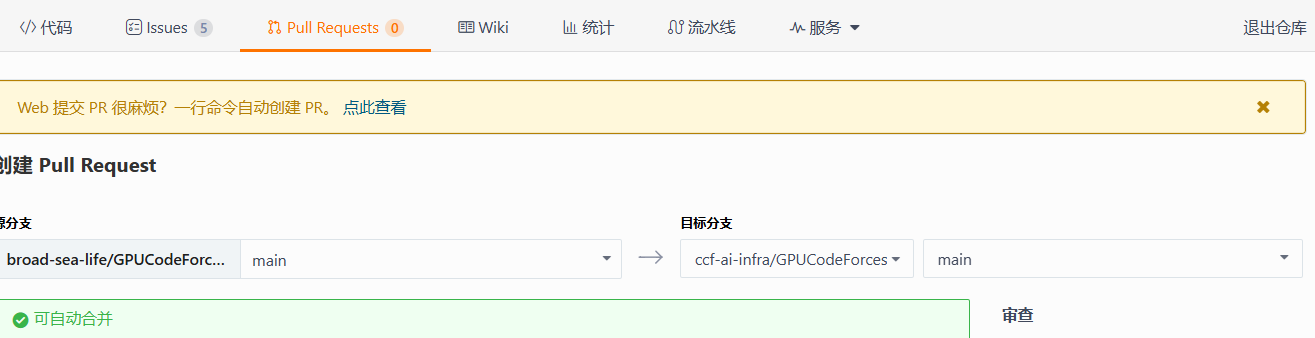 代码 Issues 5 Pull Requests 0 Wiki 统计 流水线 服务 退出仓库
Web 提交 PR 很麻烦？一行命令自动创建 PR。 点此查看
创建 Pull Request
源分支 目标分支
broad-sea-life/GPUCodeForc... main ccf-ai-infra/GPUCodeForces main
可自动合并 审查